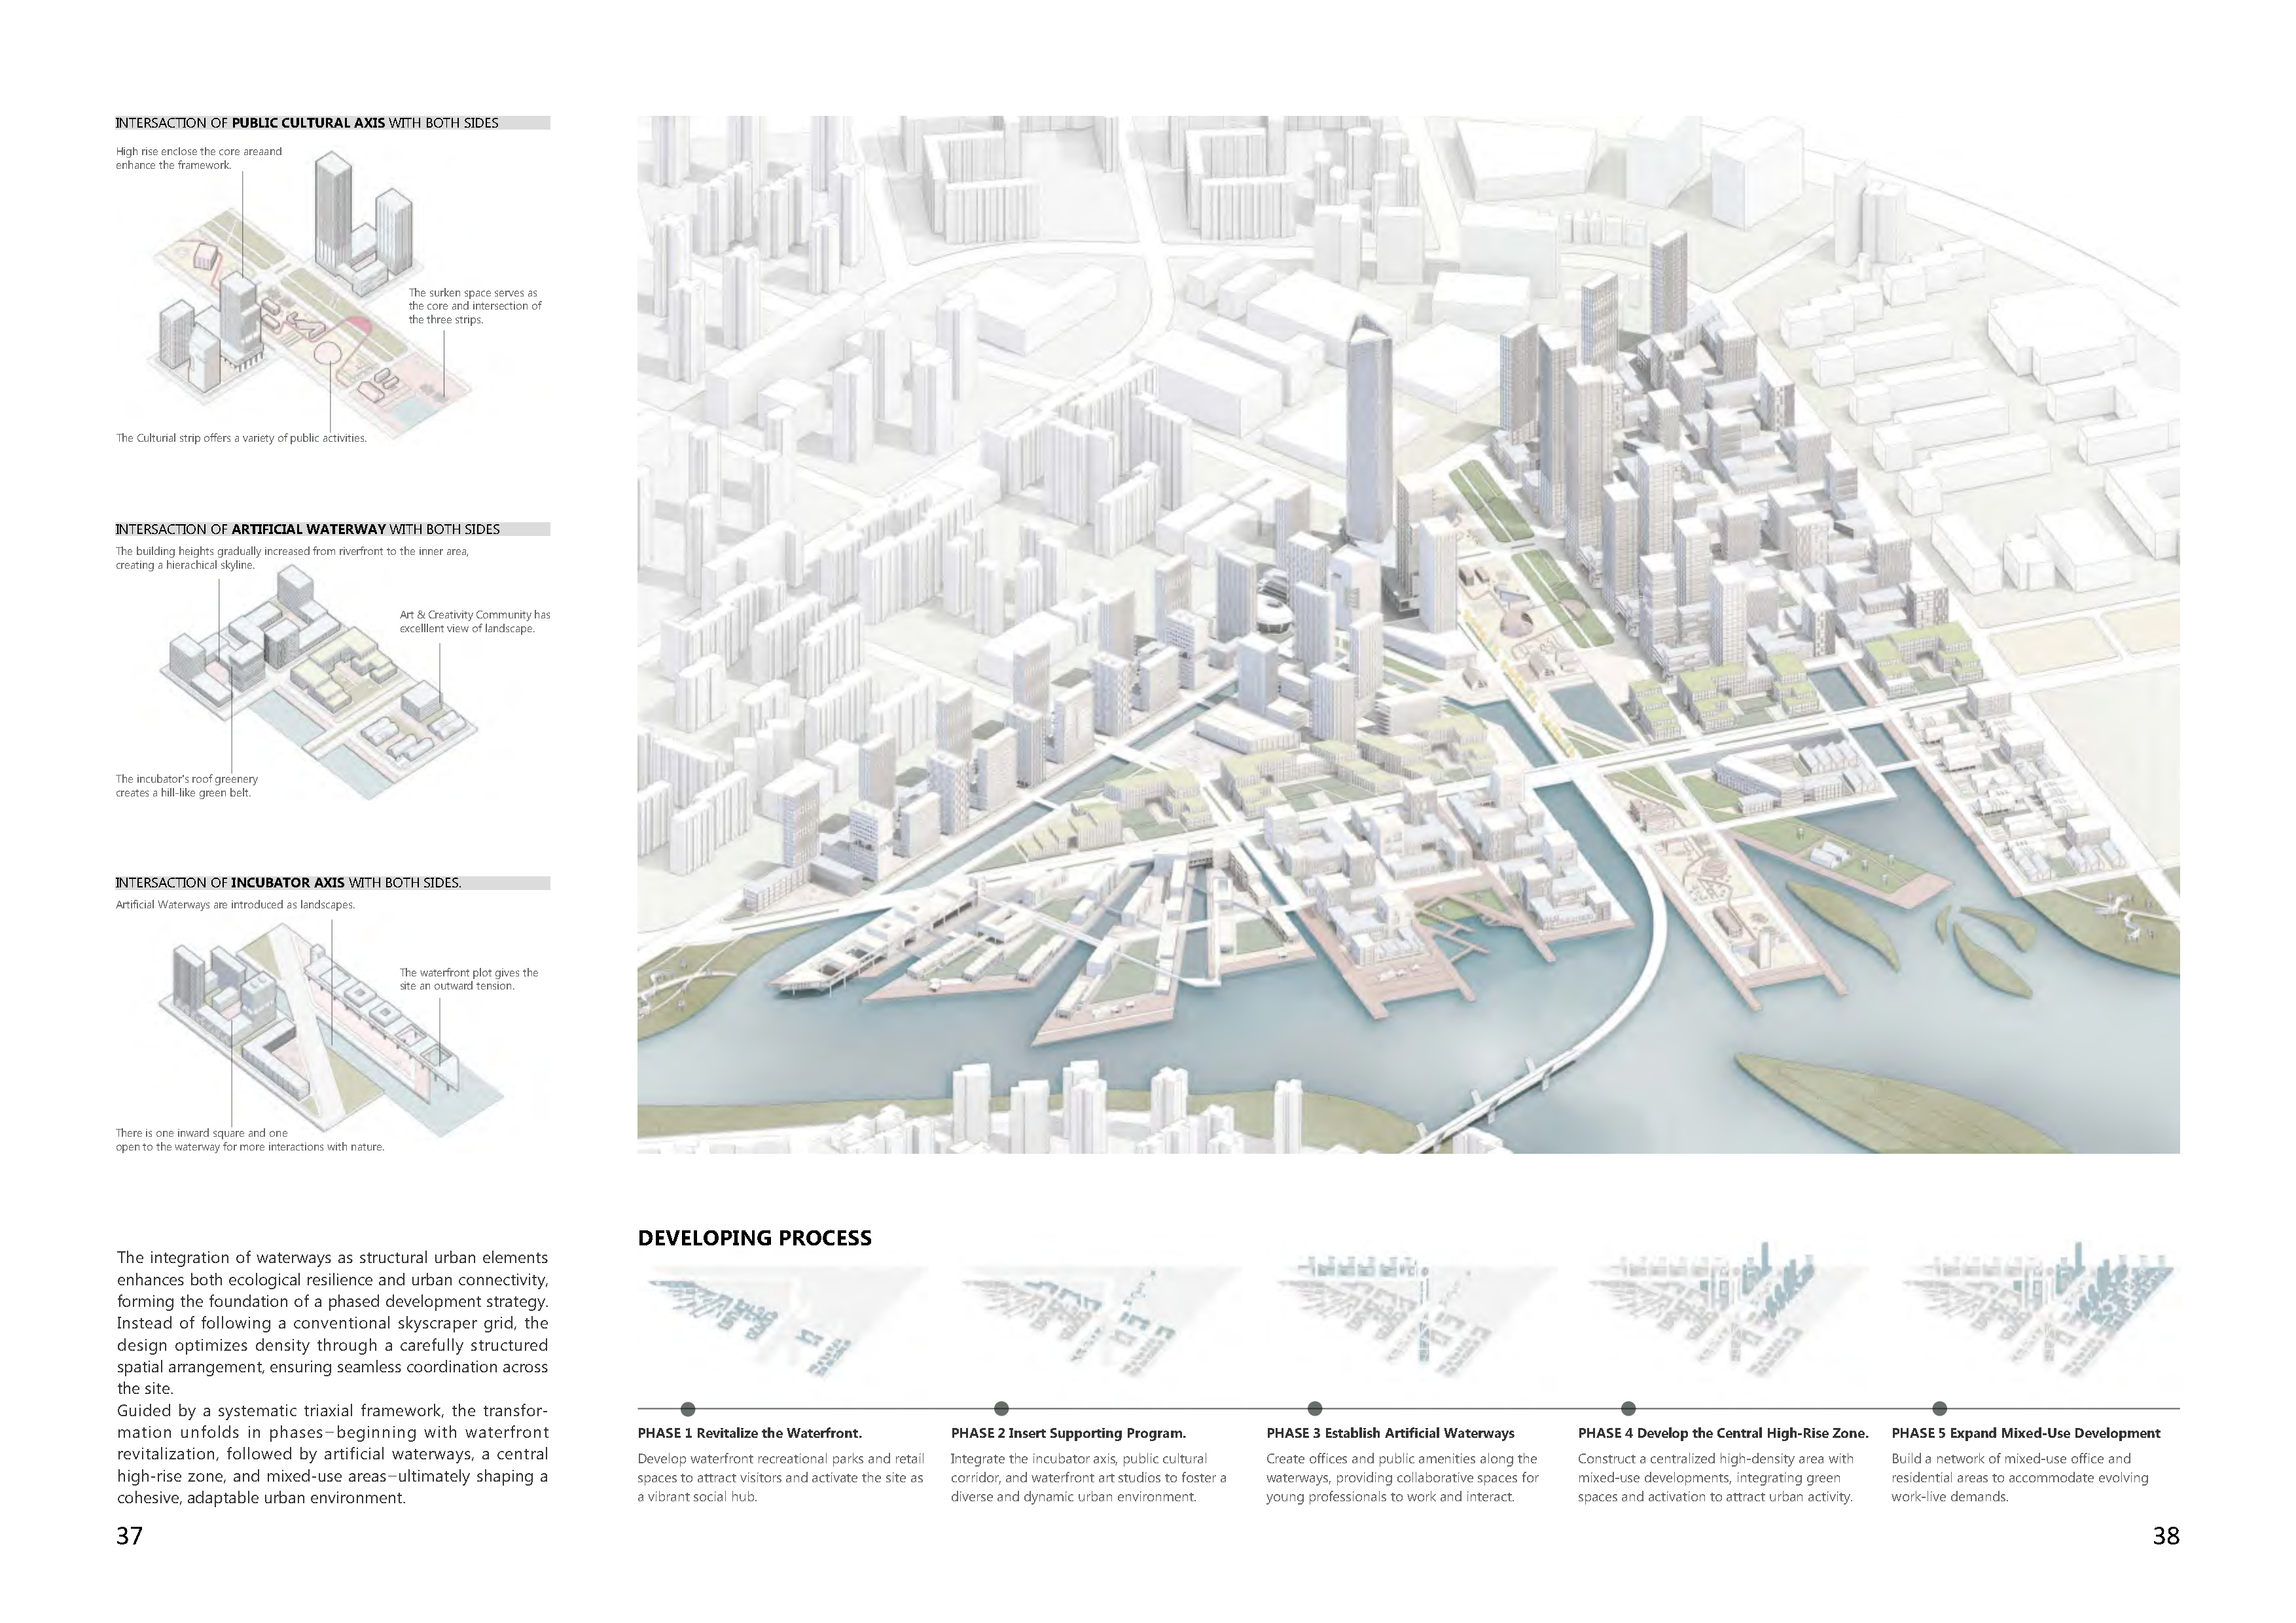 INTERSACTION OF PUBLIC CULTURAL AXIS WITH BOTH SIDES
High rise enclose the core areaand
enhance the framework.
The surken space serves as
the core and intersection of
the three strips.
The Culturial strip offers a variety of public activities.
INTERSACTION OF ARTIFICIAL WATERWAY WITH BOTH SIDES
The building heights gradually increased from riverfront to the inner area,
creating a hierachical skyline.
Art & Creativity Community has
excelllent view of landscape.
The incubator's roof greenery
creates a hill-like green belt.
INTERSACTION OF INCUBATOR AXIS WITH BOTH SIDES.
Artificial Waterways are introduced as landscapes.
The waterfront plot gives the
site an outward tension.
There is one inward square and one
open to the waterway for more interactions with nature.
The integration of waterways as structural urban elements
enhances both ecological resilience and urban connectivity,
forming the foundation of a phased development strategy.
Instead of following a conventional skyscraper grid, the
design optimizes density through a carefully structured
spatial arrangement, ensuring seamless coordination across
the site.
Guided by a systematic triaxial framework, the transfor-
mation unfolds in phases—beginning with waterfront
revitalization, followed by artificial waterways, a central
high-rise zone, and mixed-use areas—ultimately shaping a
cohesive, adaptable urban environment.
37
DEVELOPING PROCESS
PHASE 1 Revitalize the Waterfront.
Develop waterfront recreational parks and retail
spaces to attract visitors and activate the site as
a vibrant social hub.
PHASE 2 Insert Supporting Program.
Integrate the incubator axis, public cultural
corridor, and waterfront art studios to foster a
diverse and dynamic urban environment.
PHASE 3 Establish Artificial Waterways
Create offices and public amenities along the
waterways, providing collaborative spaces for
young professionals to work and interact.
PHASE 4 Develop the Central High-Rise Zone.
Construct a centralized high-density area with
mixed-use developments, integrating green
spaces and activation to attract urban activity.
PHASE 5 Expand Mixed-Use Development
Build a network of mixed-use office and
residential areas to accommodate evolving
work-live demands.
38